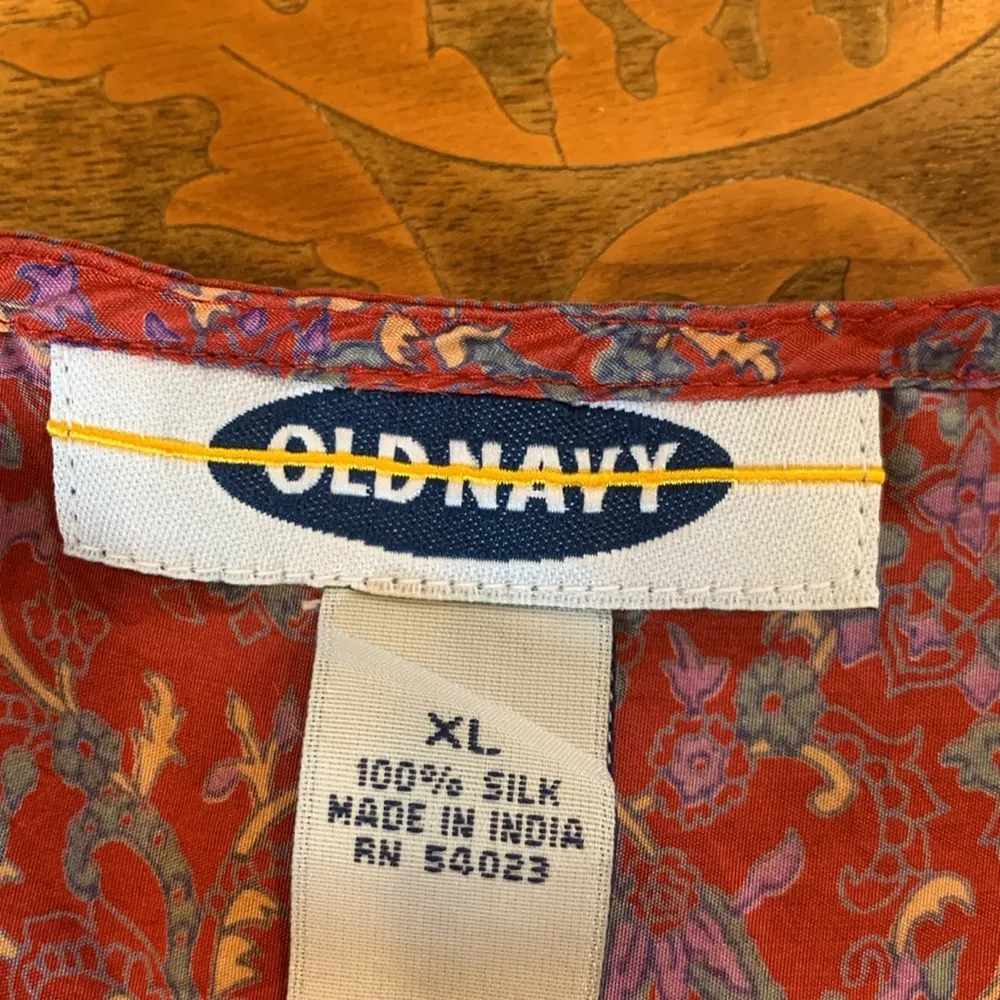 OLD NAVY
XL
100% SILK
MADE IN INDIA
RN 54023